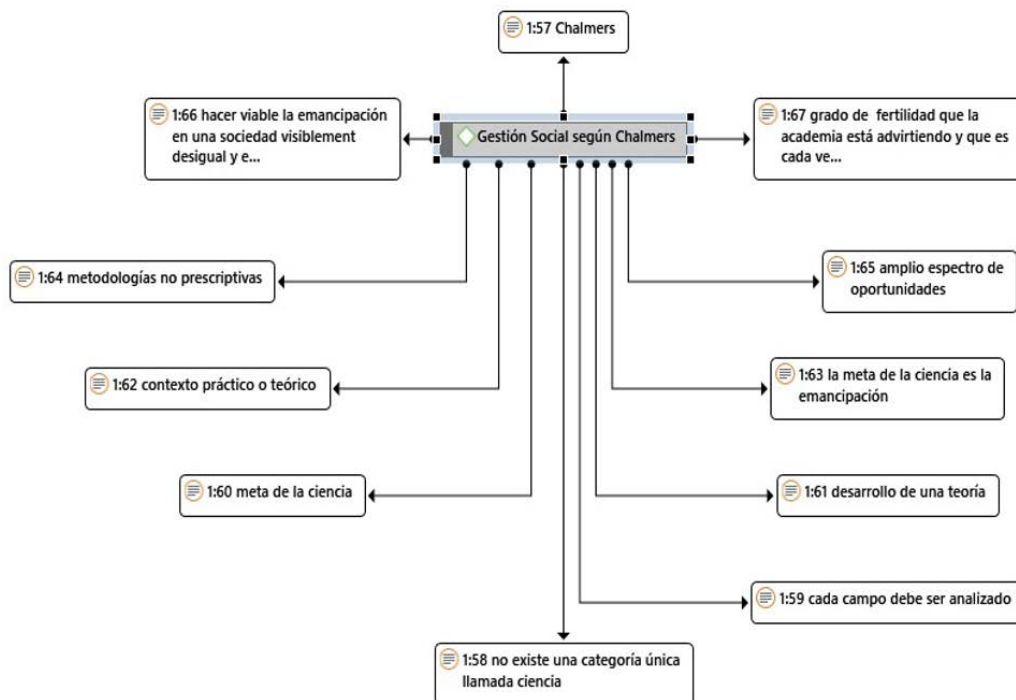 1:57 Chalmers
1:66 hacer viable la emancipación
en una sociedad visiblement
desigual y e...
Gestión Social según Chalmers
1:67 grado de fertilidad que la
academia está advirtiendo y que es
cada ve...
1:64 metodologías no prescriptivas
1:65 amplio espectro de
oportunidades
1:62 contexto práctico o teórico
1:63 la meta de la ciencia es la
emancipación
1:60 meta de la ciencia
1:61 desarrollo de una teoría
1:59 cada campo debe ser analizado
1:58 no existe una categoría única
llamada ciencia